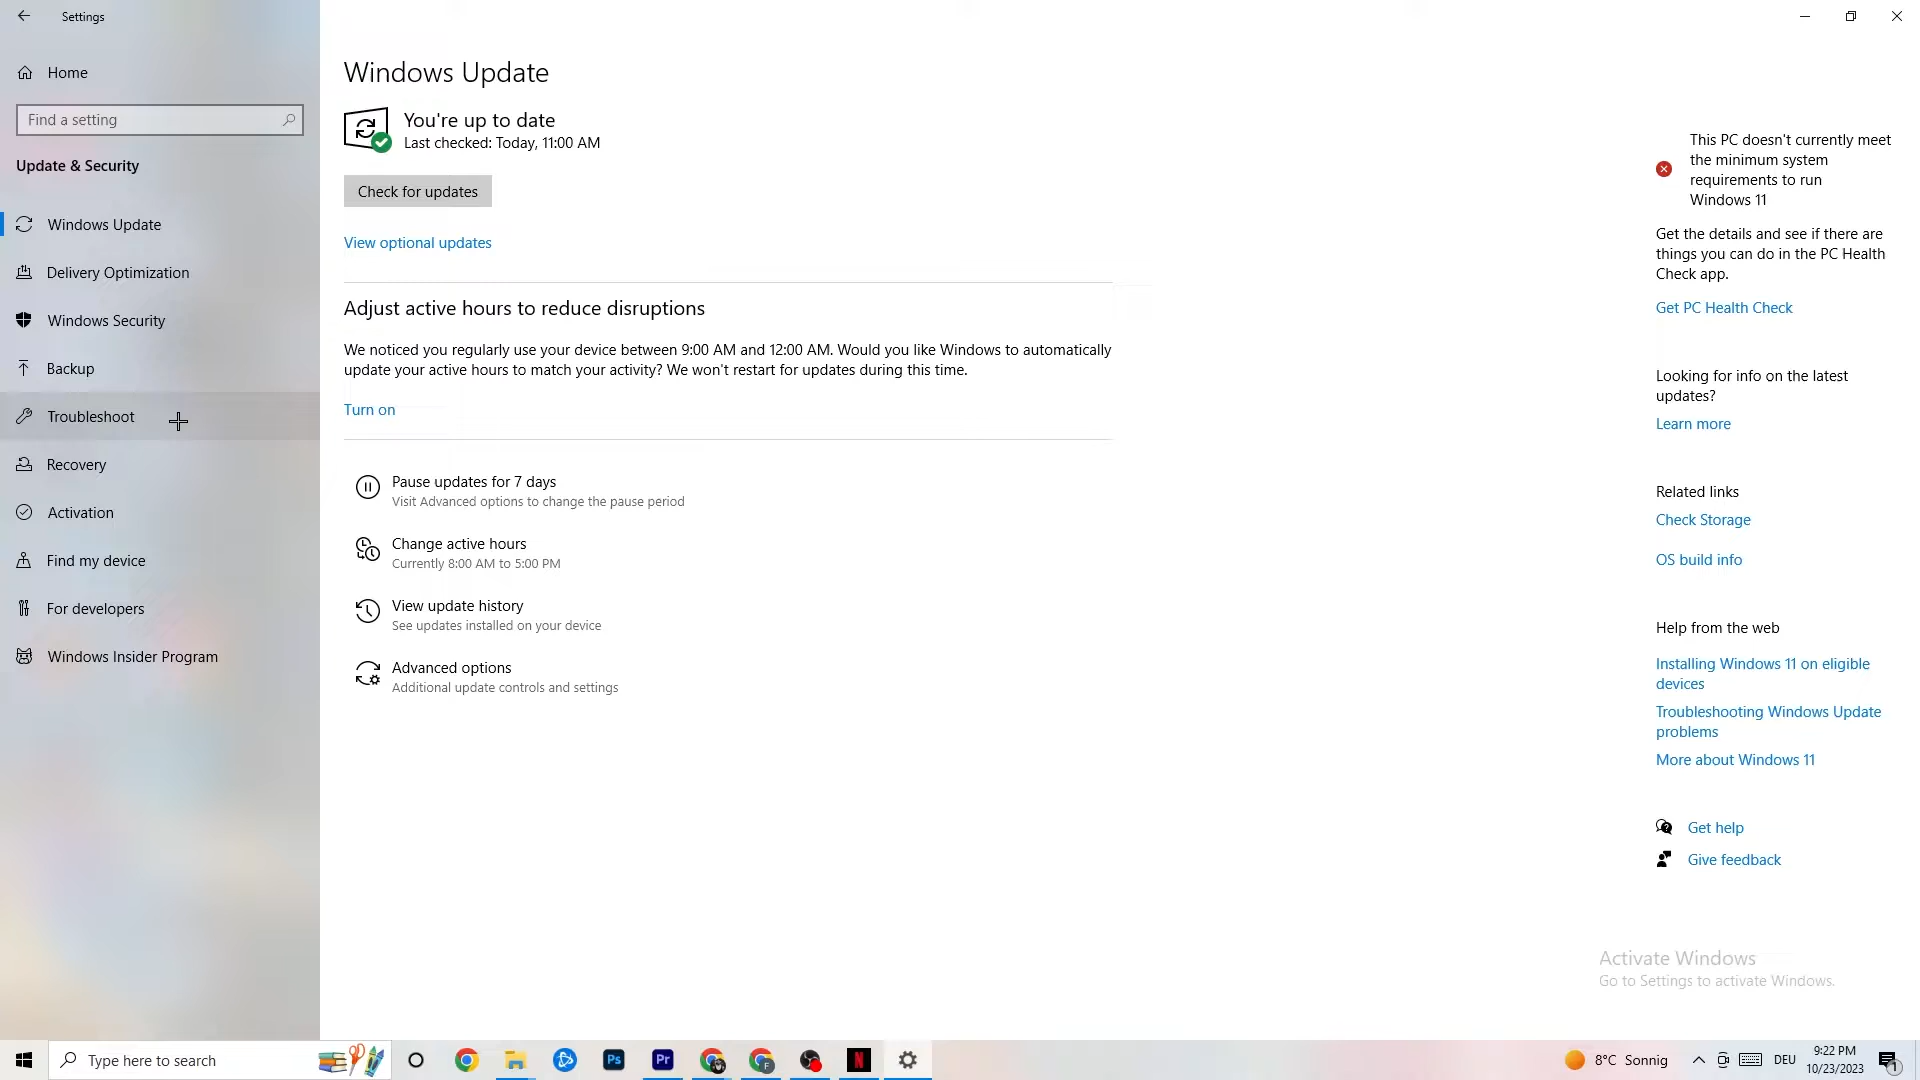 Settings
Home
Find a setting
Update & Security
Windows Update
Delivery Optimization
Windows Security
Backup
Troubleshoot
Recovery
Activation
Find my device
For developers
Windows Insider Program
Windows Update
You're up to date
Last checked: Today, 11:00 AM
Check for updates
View optional updates
Adjust active hours to reduce disruptions
We noticed you regularly use your device between 9:00 AM and 12:00 AM. Would you like Windows to automatically
update your active hours to match your activity? We won't restart for updates during this time.
Turn on
Pause updates for 7 days
Visit Advanced options to change the pause period
Change active hours
Currently 8:00 AM to 5:00 PM
View update history
See updates installed on your device
Advanced options
Additional update controls and settings
This PC doesn't currently meet
the minimum system
requirements to run
Windows 11
Get the details and see if there are
things you can do in the PC Health
Check app.
Get PC Health Check
Looking for info on the latest
updates?
Learn more
Related links
Check Storage
OS build info
Help from the web
Installing Windows 11 on eligible
devices
Troubleshooting Windows Update
problems
More about Windows 11
Get help
Give feedback
Activate Windows
Go to Settings to activate Windows.
Type here to search
Ps
Pr
F
N
8°C Sonnig
DEU
9:22 PM
10/23/2023
1